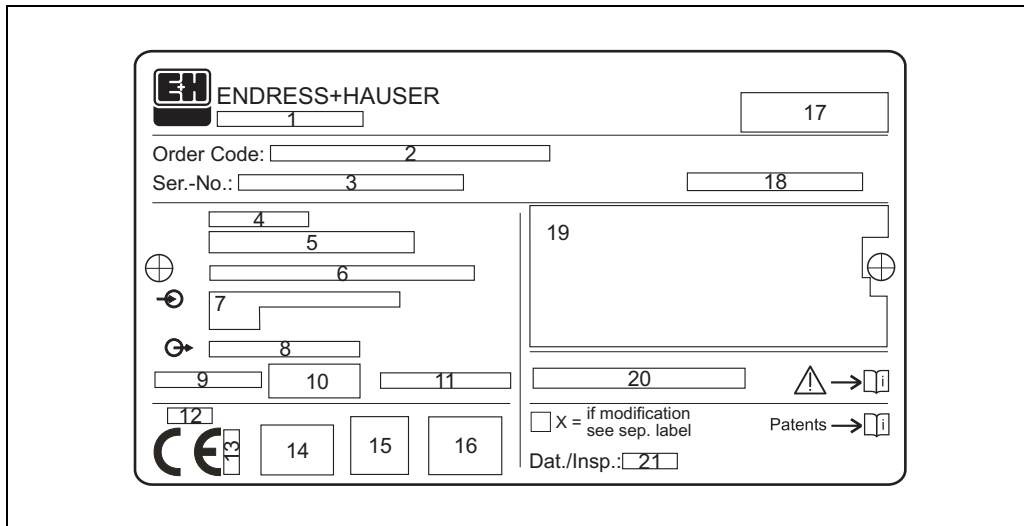 E+H
ENDRESS+HAUSER
1
17
Order Code: 2
Ser.-No.: 3
18
4
5
6
7
8
9
10
11
12
13
14
15
16
19
20
i
X = if modification
see sep. label
Patents
i
Dat./Insp.: 21
CE